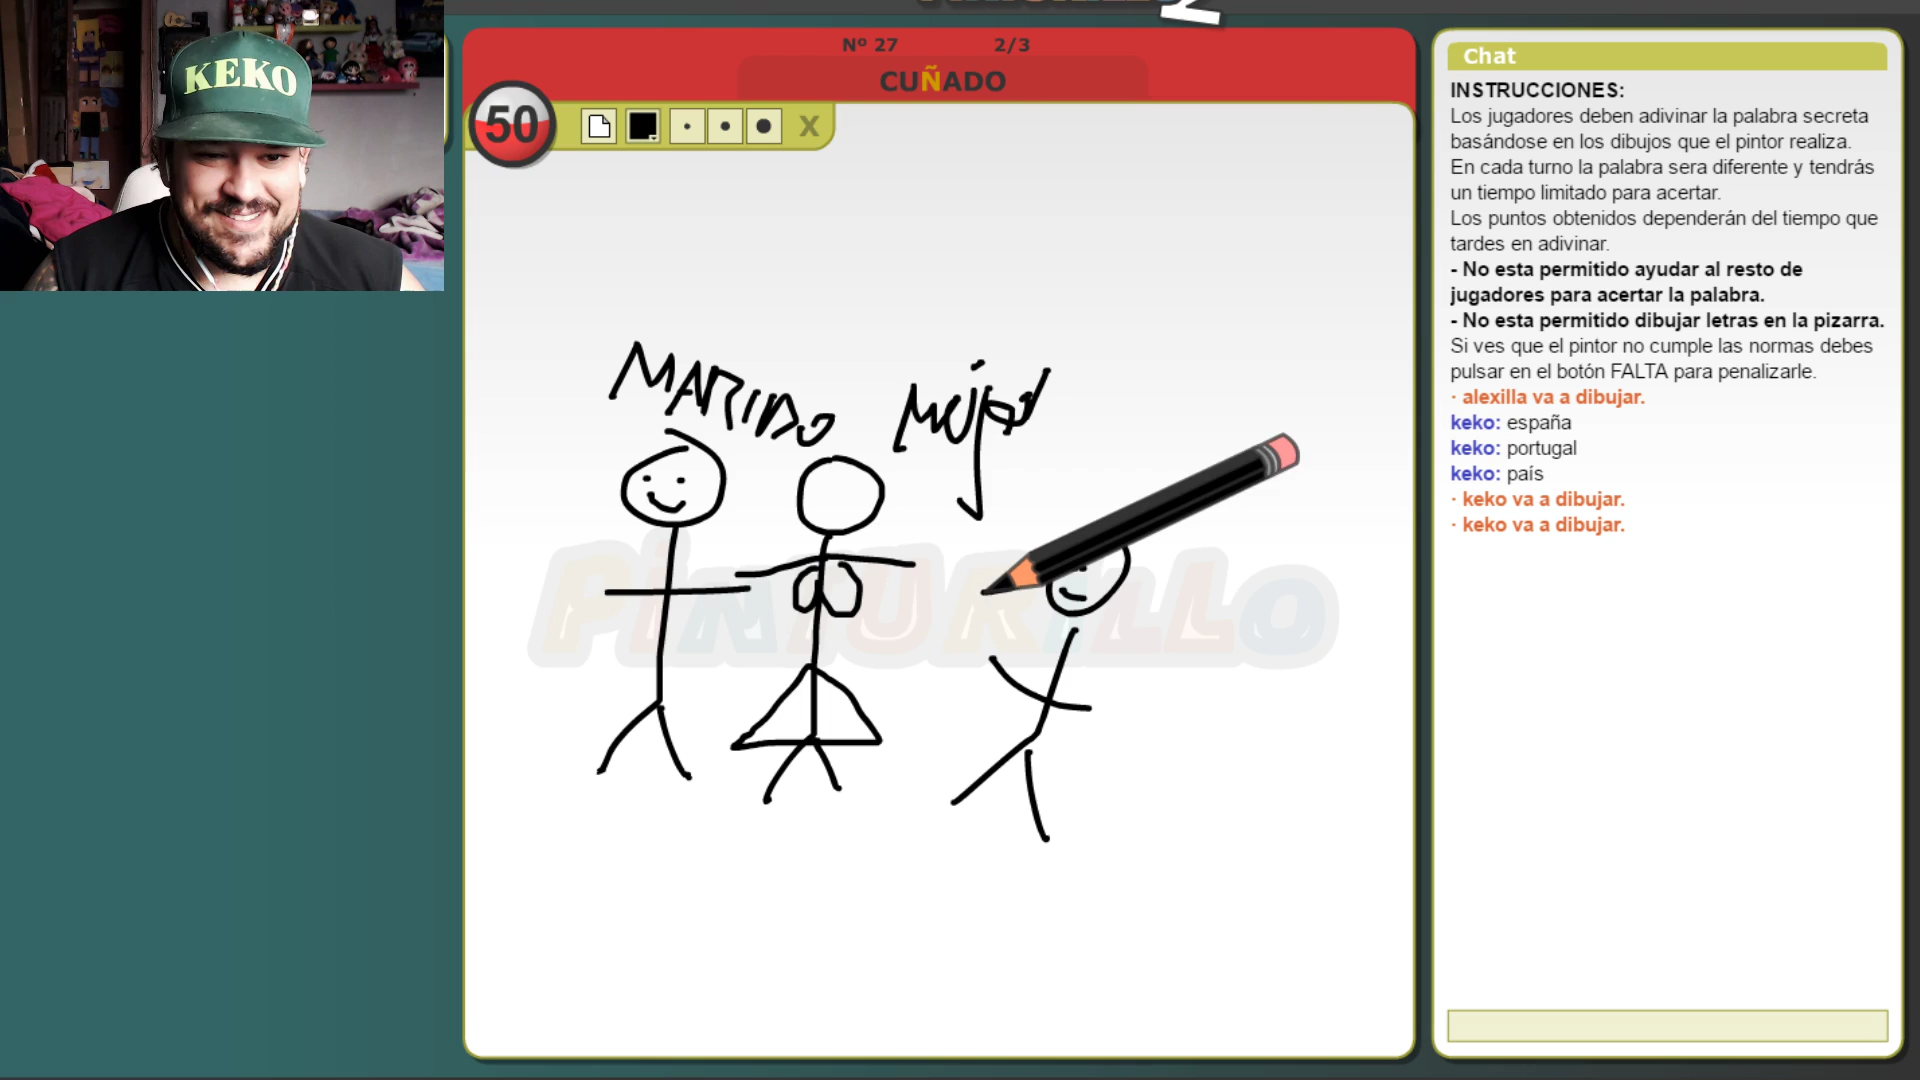 KEKO
Nº 27 2/3
CUÑADO
50
X
MARIDO
PINTURILLO
Chat
INSTRUCCIONES:
Los jugadores deben adivinar la palabra secreta
basándose en los dibujos que el pintor realiza.
En cada turno la palabra sera diferente y tendrás
un tiempo limitado para acertar.
Los puntos obtenidos dependerán del tiempo que
tardes en adivinar.
- No esta permitido ayudar al resto de
jugadores para acertar la palabra.
- No esta permitido dibujar letras en la pizarra.
Si ves que el pintor no cumple las normas debes
pulsar en el botón FALTA para penalizarle.
· alexilla va a dibujar.
keko: españa
keko: portugal
keko: país
· keko va a dibujar.
· keko va a dibujar.